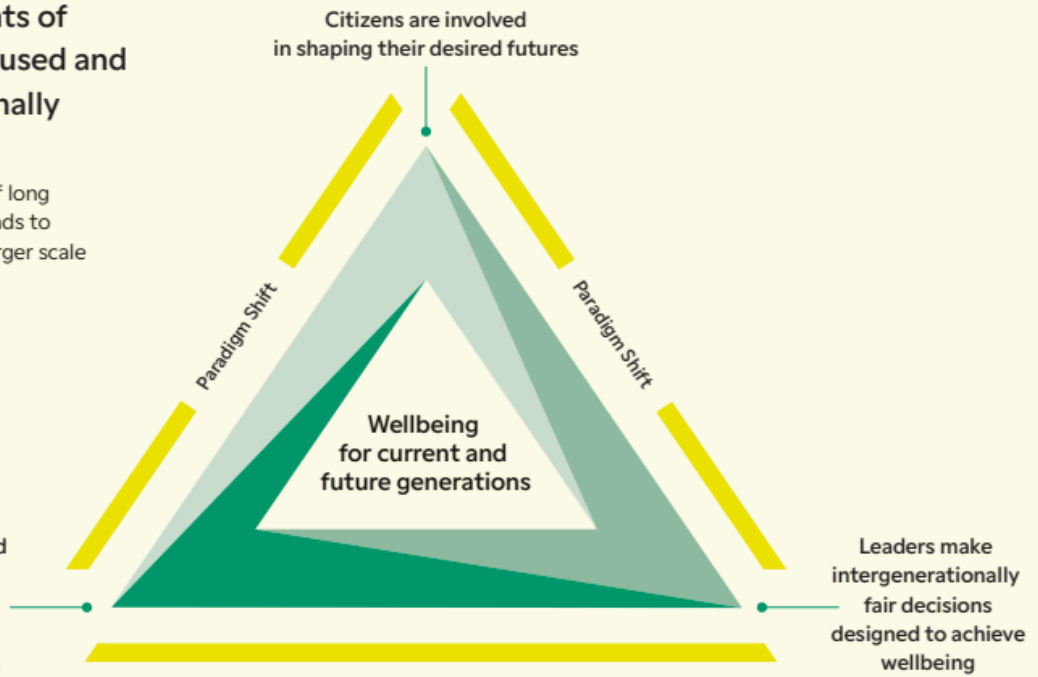 nts of
used and
nally
f long
nds to
rger scale
Citizens are involved
in shaping their desired futures
Paradigm Shift
Paradigm Shift
Wellbeing
for current and
future generations
d
Leaders make
intergenerationally
fair decisions
designed to achieve
wellbeing